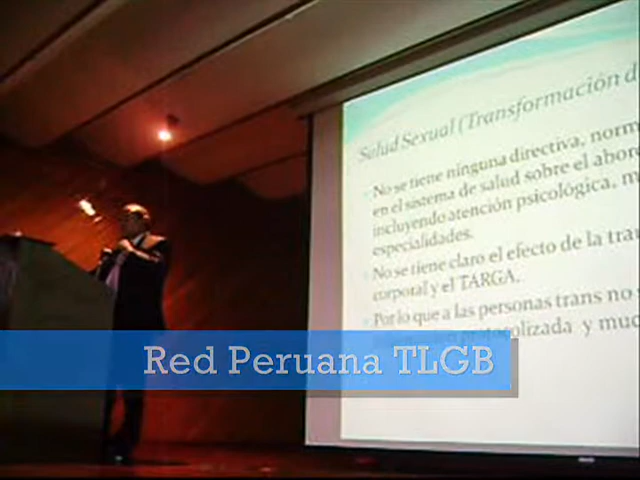 Salud Sexual (Transformación d
No se tiene ninguna directiva, norm
en el sistema de salud sobre el abor
incluyendo atención psicológica, m
especialidades.
No se tiene claro el efecto de la tra
corporal y el TARGA.
Por lo que a las personas trans no s
protocolizada y muc
Red Peruana TLGB